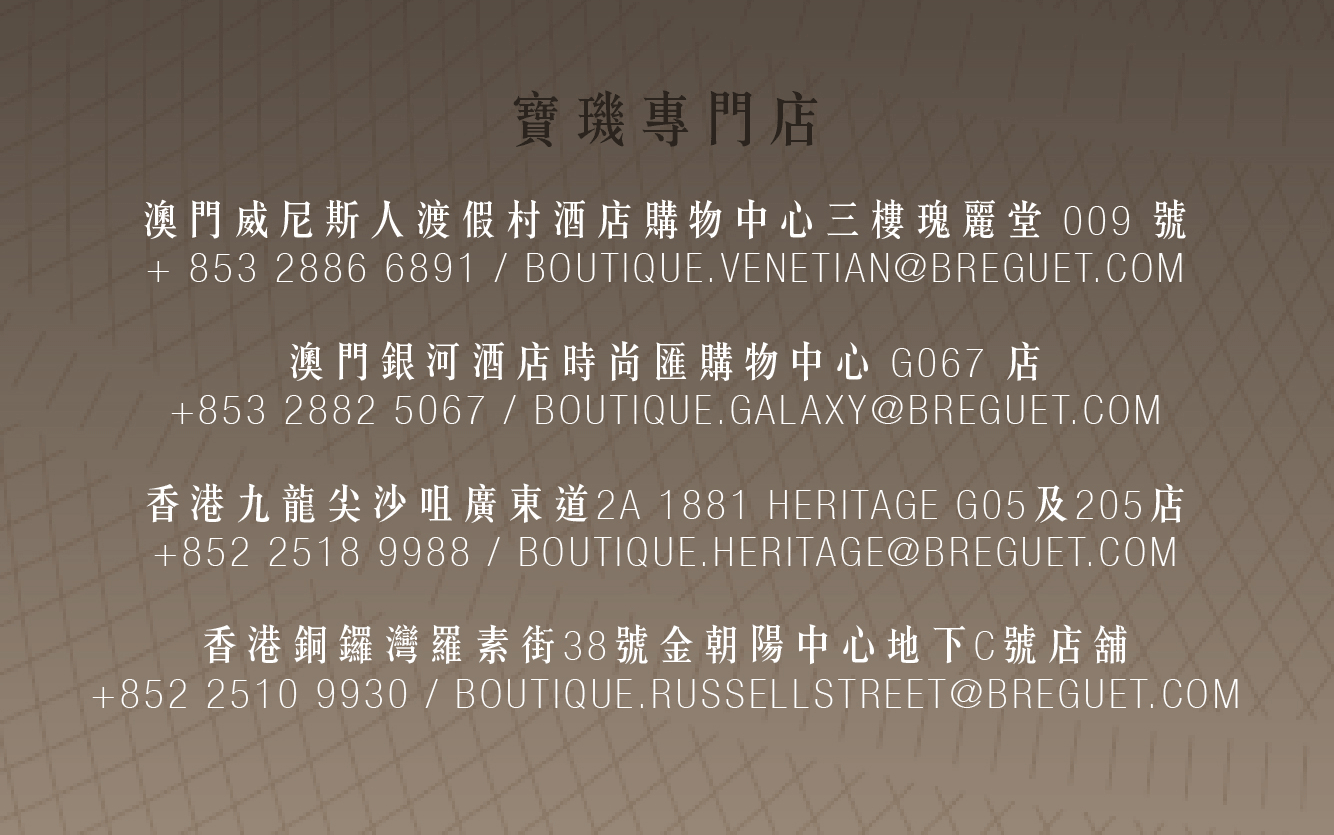 寶璣專門店
澳門威尼斯人渡假村酒店購物中心三樓瑰麗堂 009 號
+ 853 2886 6891 / BOUTIQUE.VENETIAN@BREGUET.COM
澳門銀河酒店時尚匯購物中心 G067 店
+853 2882 5067 / BOUTIQUE.GALAXY@BREGUET.COM
香港九龍尖沙咀廣東道2A 1881 HERITAGE G05及205店
+852 2518 9988 / BOUTIQUE.HERITAGE@BREGUET.COM
香港銅鑼灣羅素街38號金朝陽中心地下C號店舖
+852 2510 9930 / BOUTIQUE.RUSSELLSTREET@BREGUET.COM